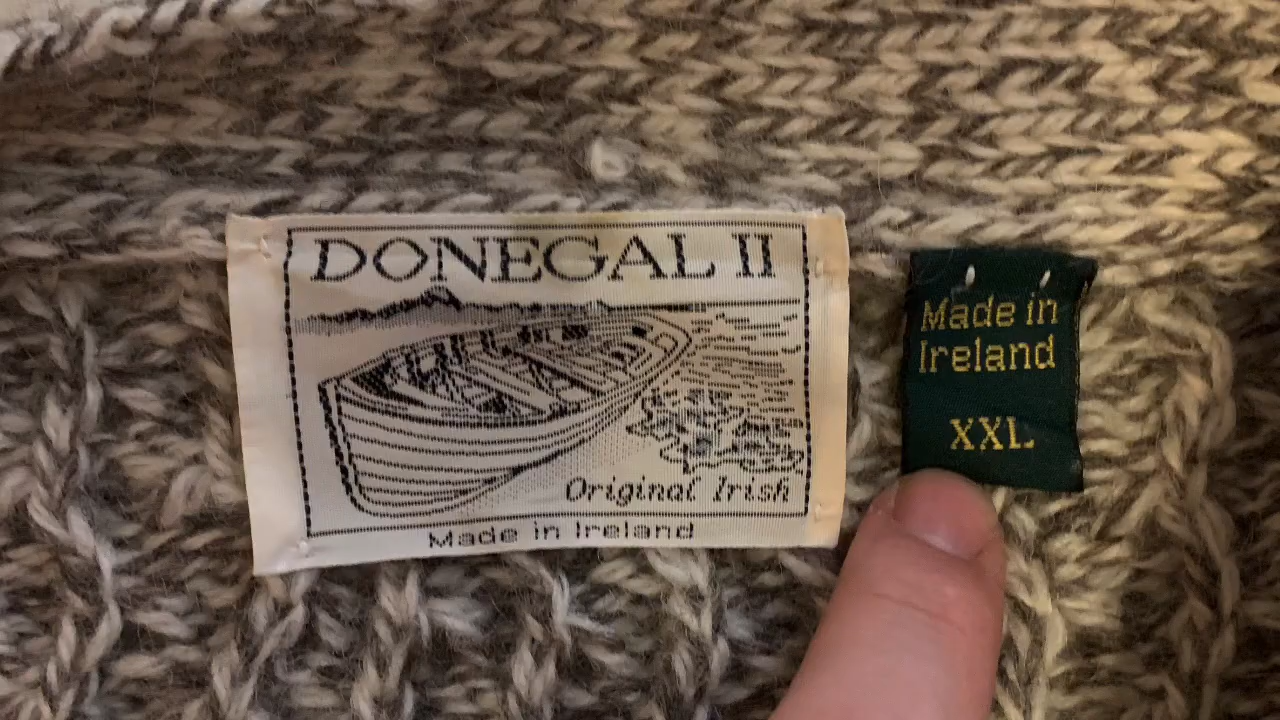 DONEGAL II
Original Irish
Made in Ireland
Made in
Ireland
XXL